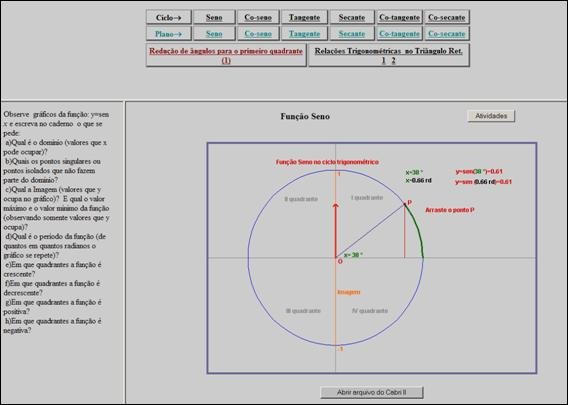 Ciclo→ Seno Co-seno Tangente Secante Co-tangente Co-secante
Plano→ Seno Co-seno Tangente Secante Co-tangente Co-secante
Redução de ângulos para o primeiro quadrante
(1)
Relações Trigonométricas no Triângulo Ret.
1 2
Observe gráficos da função: y=sen
x e escreva no caderno o que se
pede:
a)Qual é o domínio (valores que x
pode ocupar)?
b)Quais os pontos singulares ou
pontos isolados que não fazem
parte do domínio?
c)Qual a Imagem (valores que y
ocupa no gráfico)? E qual o valor
máximo e o valor mínimo da função
(observando somente valores que y
ocupa)?
d)Qual é o período da função (de
quantos em quantos radianos o
gráfico se repete)?
e)Em que quadrantes a função é
crescente?
f)Em que quadrantes a função é
decrescente?
g)Em que quadrantes a função é
positiva?
h)Em que quadrantes a função é
negativa?
Função Seno
Atividades
Função Seno no ciclo trigonométrico
1
x=38 °
y=sen(38 °)=0.61
x=0.66 rd
y=sen (0.66 rd)=0.61
II quadrante
I quadrante
P
Arraste o ponto P
x= 38 °
O
Imagem
III quadrante
IV quadrante
-1
Abrir arquivo do Cabri II